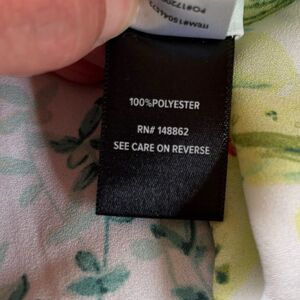 100%POLYESTER
RN# 148862
SEE CARE ON REVERSE